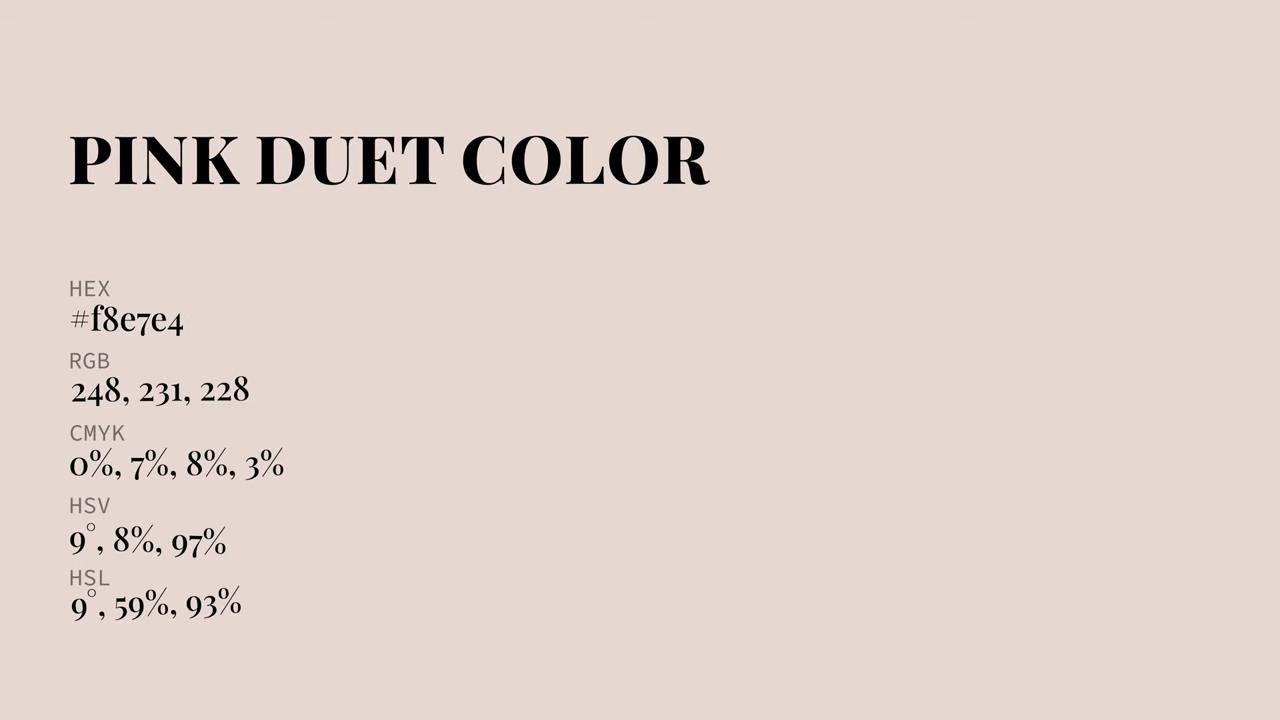 PINK DUET COLOR
HEX
#f8e7e4
RGB
248, 231, 228
CMYK
0%, 7%, 8%, 3%
HSV
9°, 8%, 97%
HSL
9°, 59%, 93%